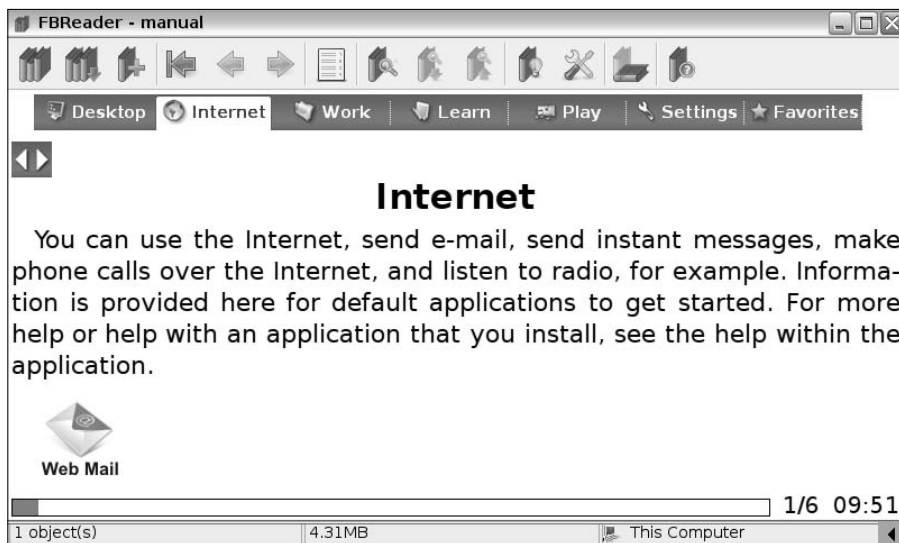 FBReader - manual
Desktop Internet Work Learn Play Settings Favorites
Internet
You can use the Internet, send e-mail, send instant messages, make
phone calls over the Internet, and listen to radio, for example. Informa-
tion is provided here for default applications to get started. For more
help or help with an application that you install, see the help within the
application.
Web Mail
1/6 09:51
1 object(s) 4.31MB This Computer